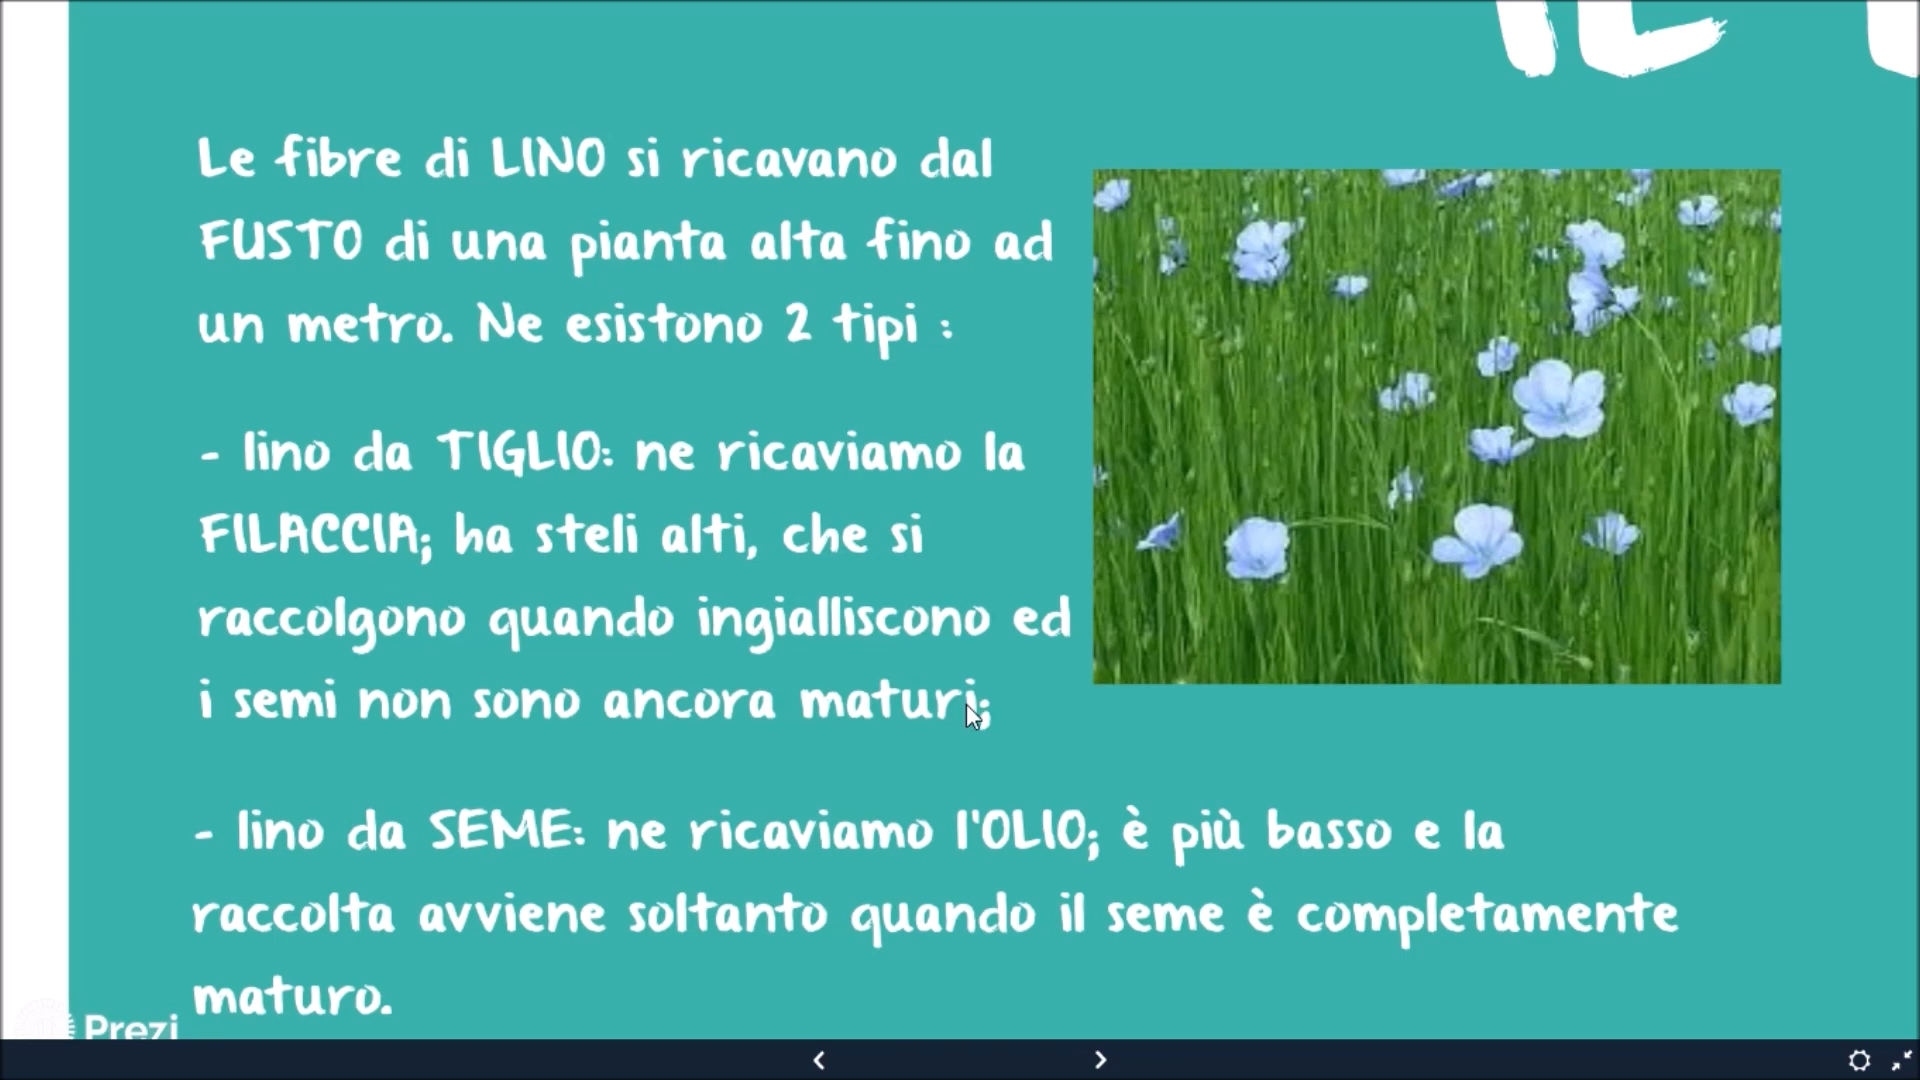 IL
Le fibre di LINO si ricavano dal
FUSTO di una pianta alta fino ad
un metro. Ne esistono 2 tipi :
- lino da TIGLIO: ne ricaviamo la
FILACCIA; ha steli alti, che si
raccolgono quando ingialliscono ed
i semi non sono ancora maturi;
- lino da SEME: ne ricaviamo l'OLIO; è più basso e la
raccolta avviene soltanto quando il seme è completamente
maturo.
Prezi